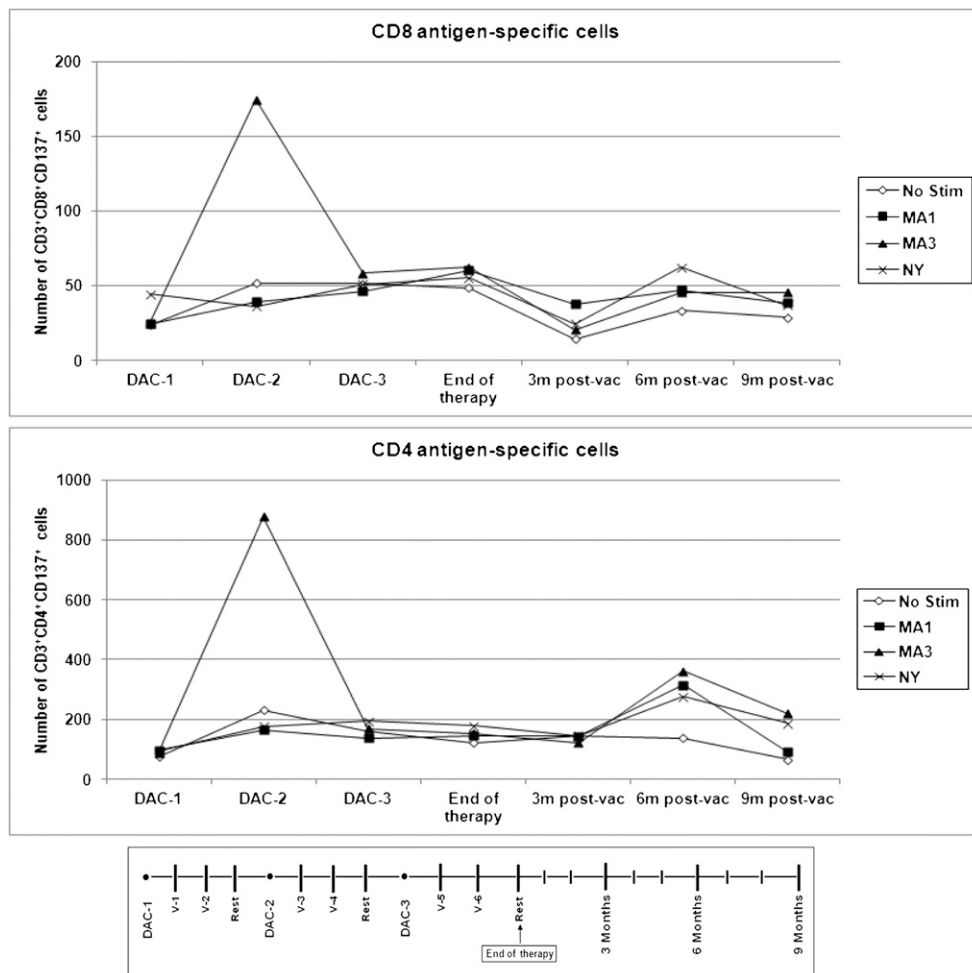 CD8 antigen-specific cells
Number of CD3⁺CD8⁺CD137⁺ cells
200
150
100
50
0
DAC-1 DAC-2 DAC-3 End of therapy 3m post-vac 6m post-vac 9m post-vac
No Stim
MA1
MA3
NY
CD4 antigen-specific cells
Number of CD3⁺CD4⁺CD137⁺ cells
1000
800
600
400
200
0
DAC-1 DAC-2 DAC-3 End of therapy 3m post-vac 6m post-vac 9m post-vac
No Stim
MA1
MA3
NY
DAC-1 V-1 V-2 Rest DAC-2 V-3 V-4 Rest DAC-3 V-5 V-6 Rest 3 Months 6 Months 9 Months
End of therapy